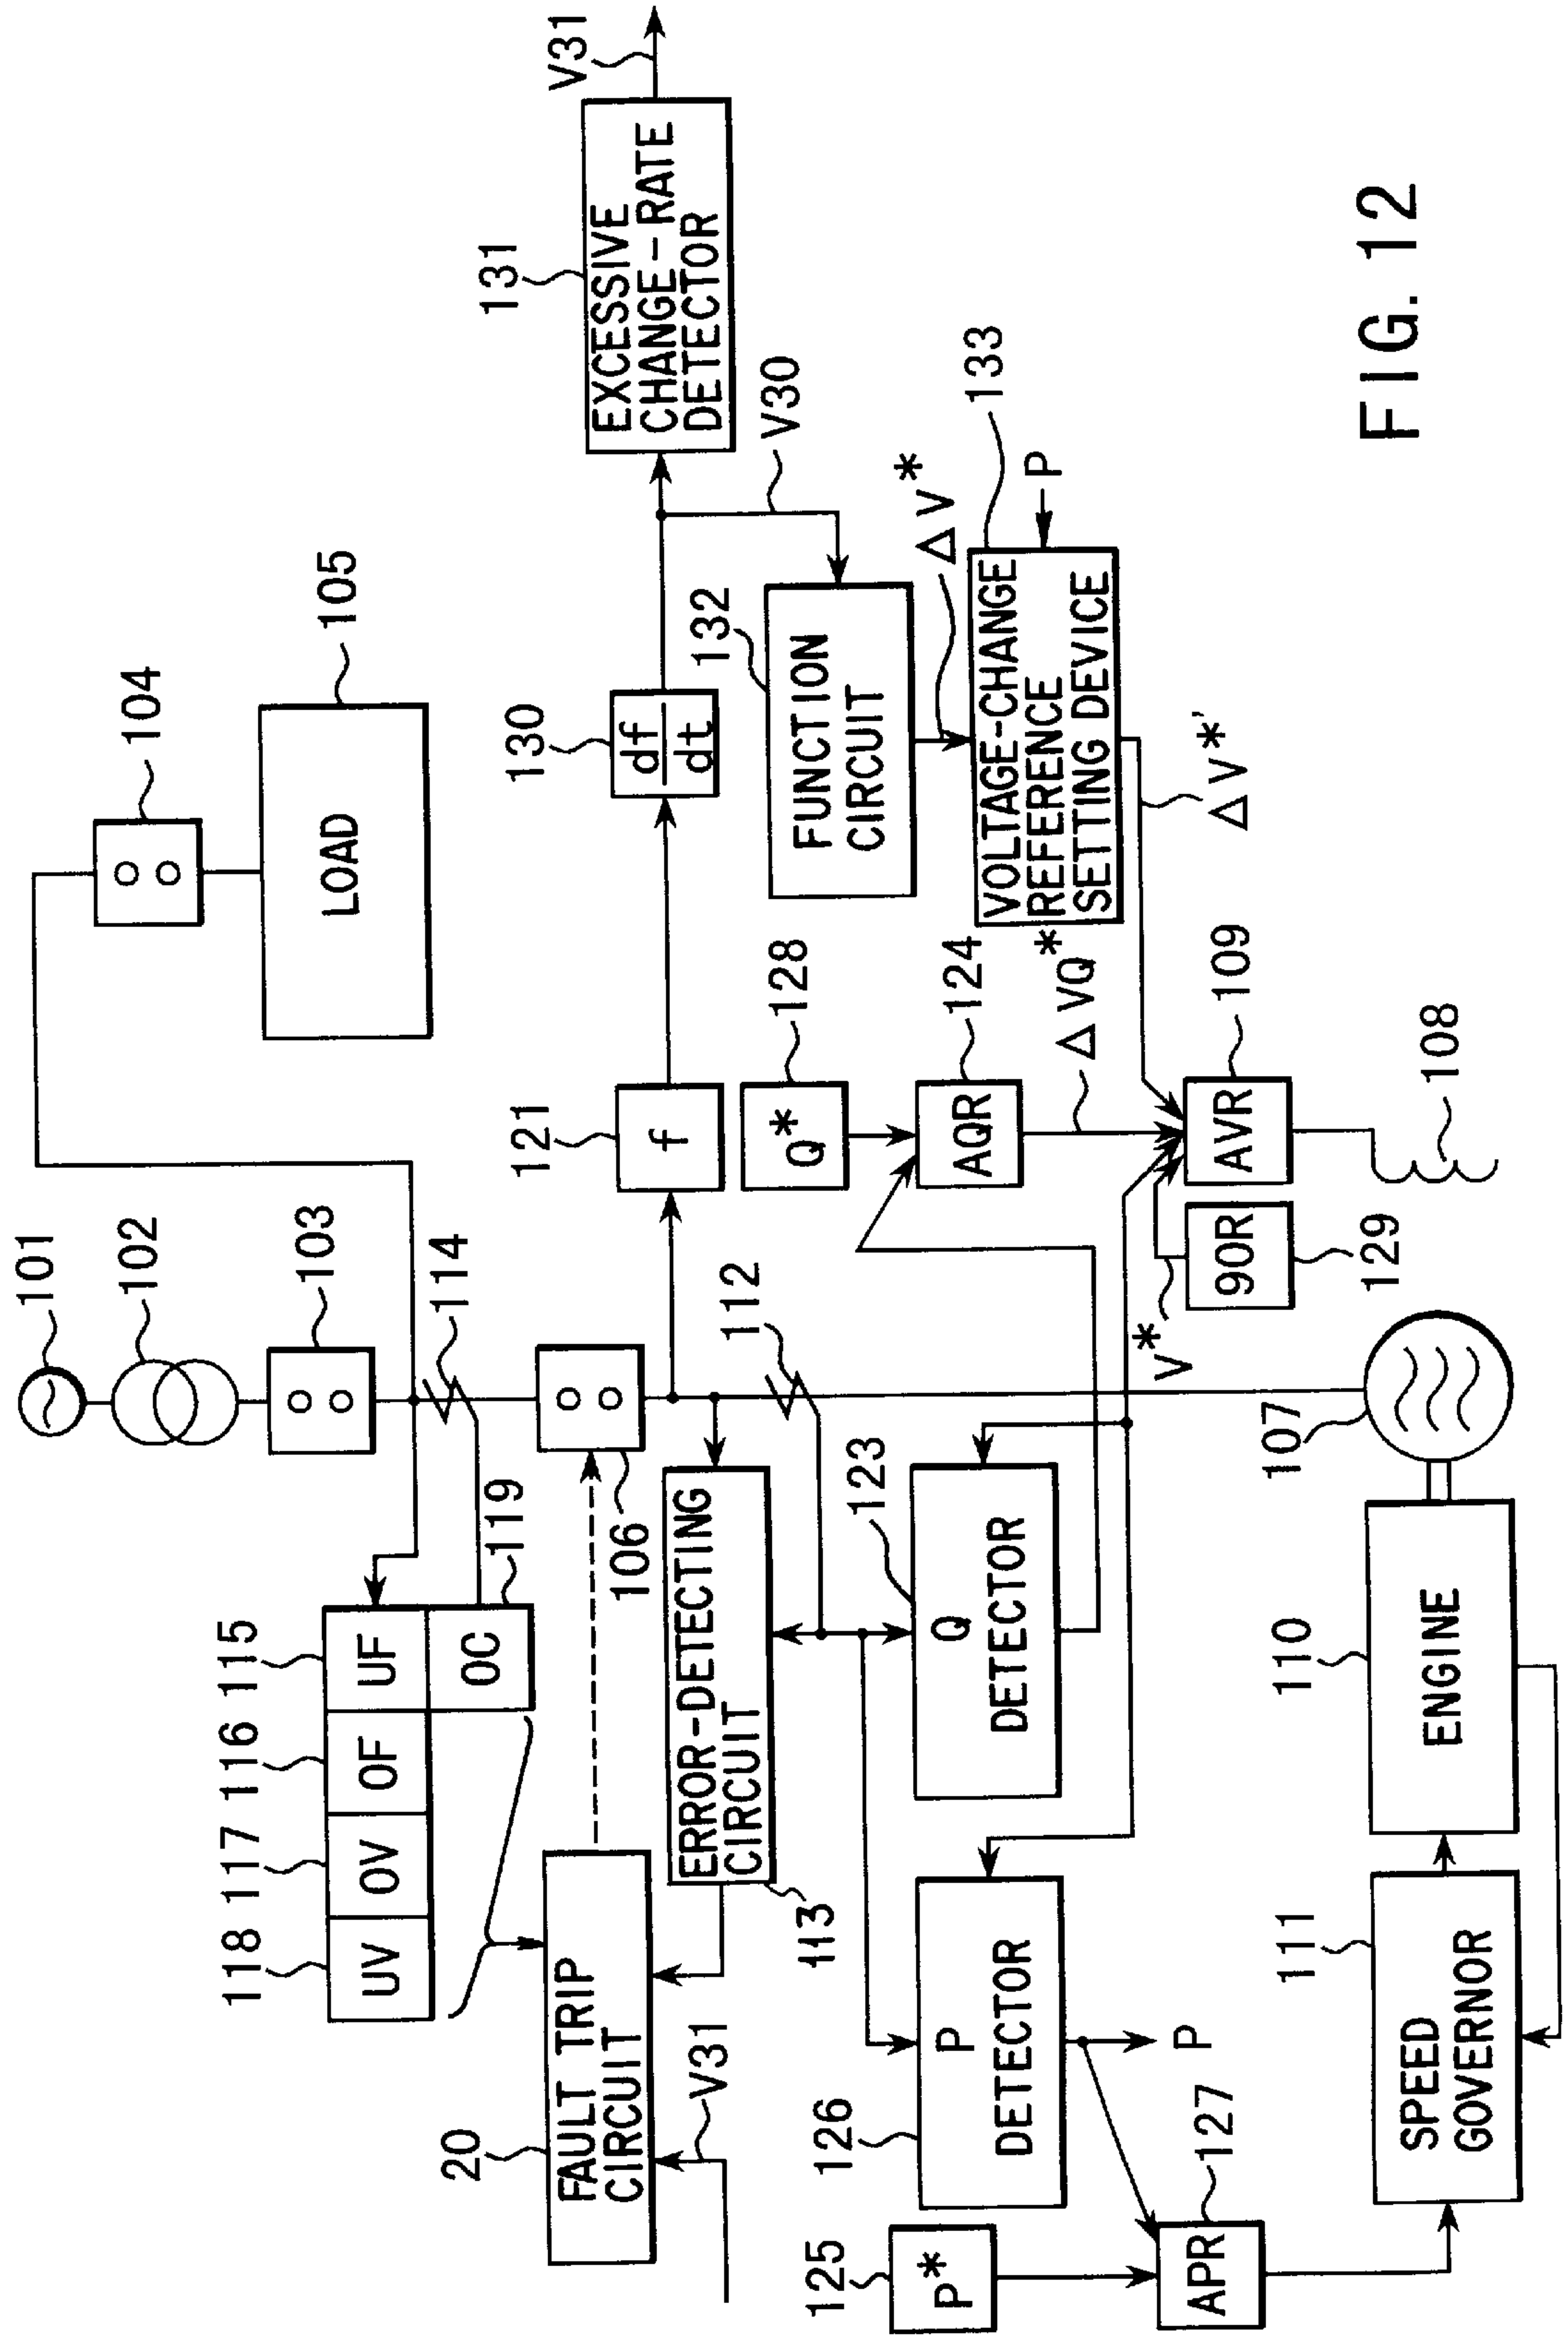 101
102
103
114
104
105
LOAD
118
117
116
115
UV
OV
OF
UF
OC
119
106
20
FAULT TRIP
CIRCUIT
V31
ERROR-DETECTING
CIRCUIT
113
112
121
f
130
df
dt
131
EXCESSIVE
CHANGE-RATE
DETECTOR
V31
V30
132
FUNCTION
CIRCUIT
ΔV*
133
VOLTAGE-CHANGE
REFERENCE
SETTING DEVICE
P
ΔV*'
128
Q*
124
AQR
ΔVQ*
123
Q
DETECTOR
126
P
DETECTOR
P
125
P*
127
APR
V*
90R
129
AVR
109
108
107
110
ENGINE
111
SPEED
GOVERNOR
FIG. 12